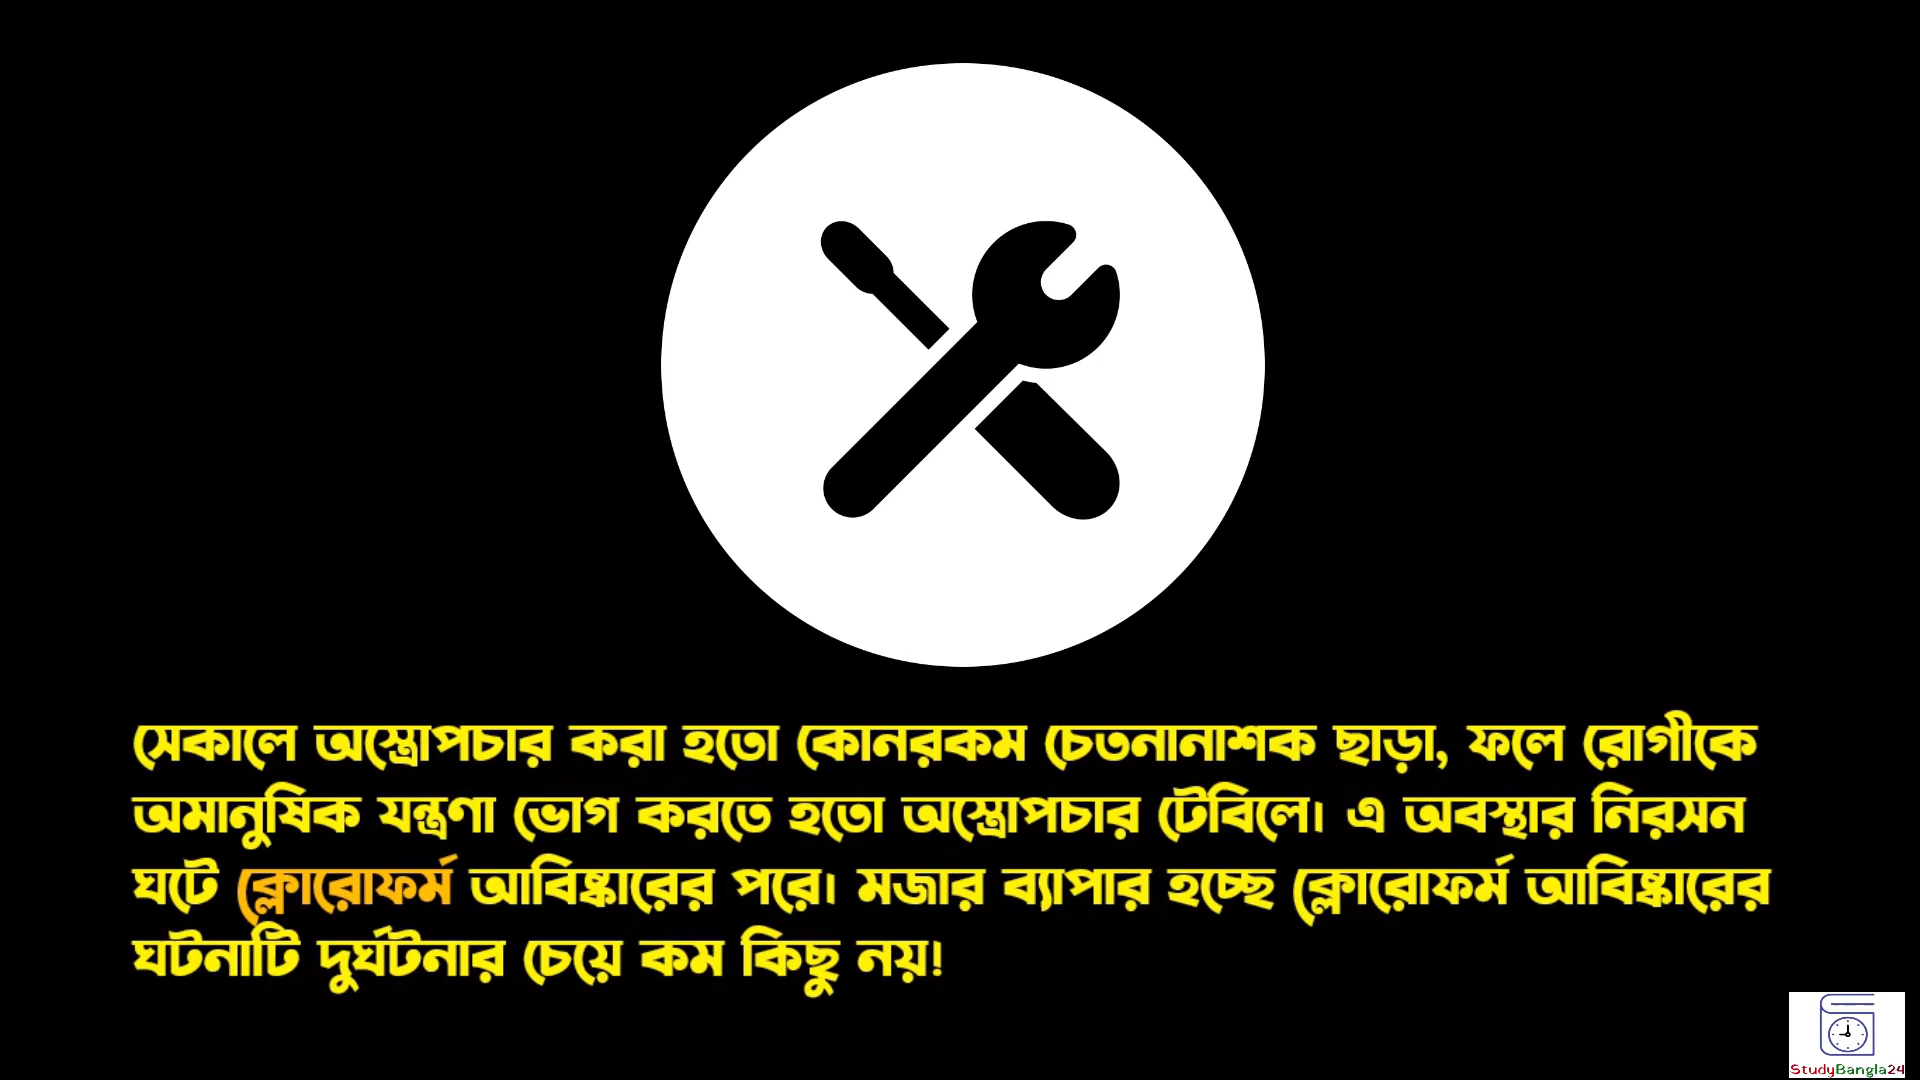 সেকালে অস্ত্রোপচার করা হতো কোনরকম চেতনানাশক ছাড়া, ফলে রোগীকে
অমানুষিক যন্ত্রণা ভোগ করতে হতো অস্ত্রোপচার টেবিলে। এ অবস্থার নিরসন
ঘটে ক্লোরোফর্ম আবিষ্কারের পরে। মজার ব্যাপার হচ্ছে ক্লোরোফর্ম আবিষ্কারের
ঘটনাটি দুর্ঘটনার চেয়ে কম কিছু নয়!
StudyBangla24